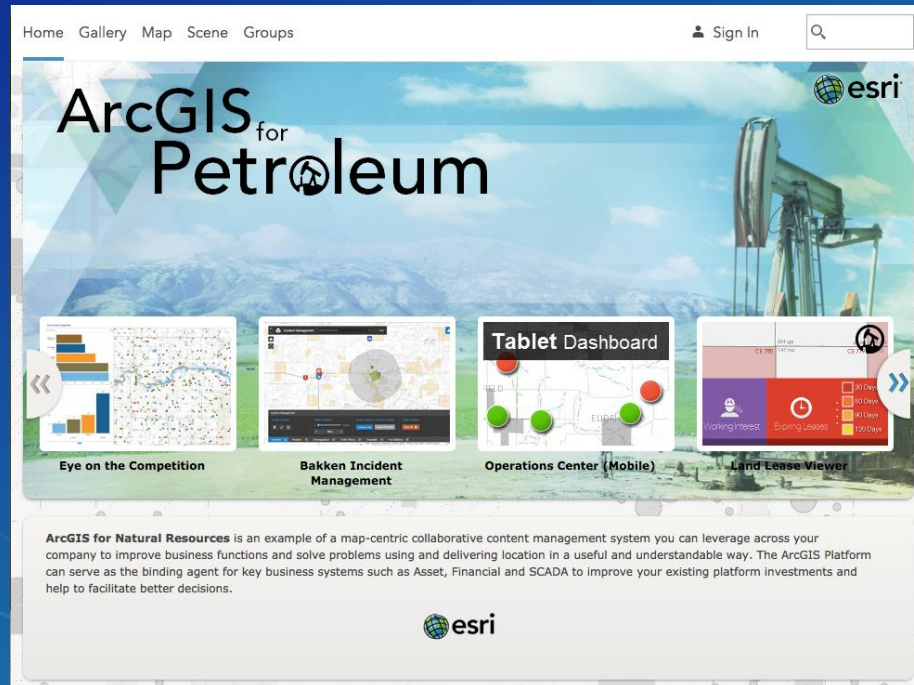 Home Gallery Map Scene Groups Sign In
esri
ArcGIS
for
Petroleum
Tablet Dashboard
Incident Management
CE 780
Working Interest
Expiring Leases
30 Days
60 Days
90 Days
120 Days
Eye on the Competition
Bakken Incident
Management
Operations Center (Mobile)
Land Lease Viewer
ArcGIS for Natural Resources is an example of a map-centric collaborative content management system you can leverage across your
company to improve business functions and solve problems using and delivering location in a useful and understandable way. The ArcGIS Platform
can serve as the binding agent for key business systems such as Asset, Financial and SCADA to improve your existing platform investments and
help to facilitate better decisions.
esri